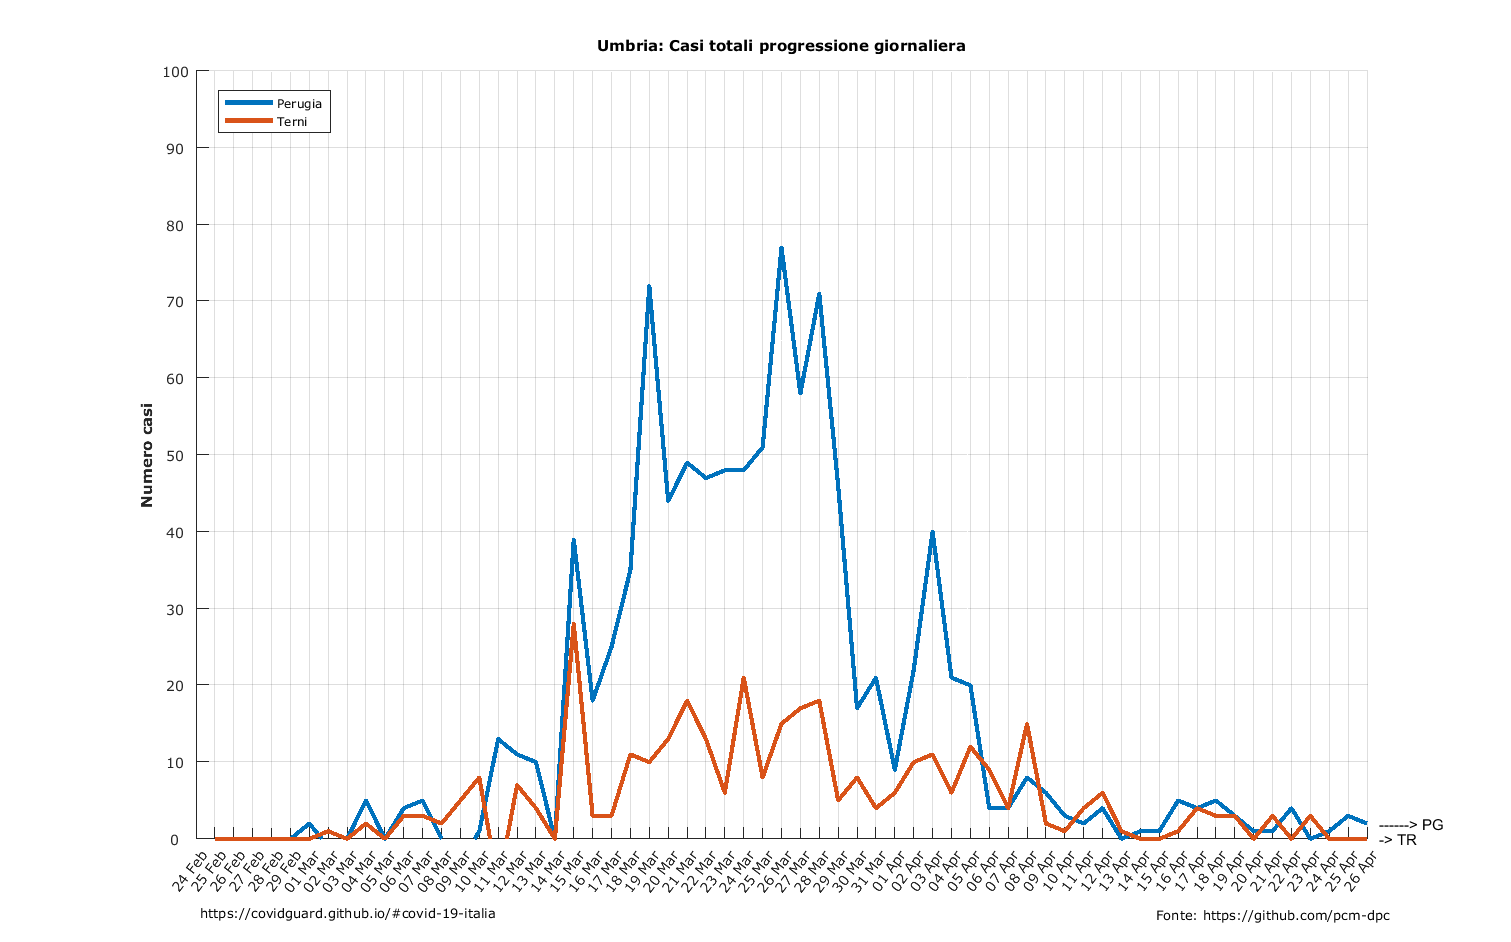 Umbria: Casi totali progressione giornaliera
100
90
80
70
60
50
40
30
20
10
0
Numero casi
Perugia
Terni
------> PG
-> TR
24 Feb
25 Feb
26 Feb
27 Feb
28 Feb
29 Feb
01 Mar
02 Mar
03 Mar
04 Mar
05 Mar
06 Mar
07 Mar
08 Mar
09 Mar
10 Mar
11 Mar
12 Mar
13 Mar
14 Mar
15 Mar
16 Mar
17 Mar
18 Mar
19 Mar
20 Mar
21 Mar
22 Mar
23 Mar
24 Mar
25 Mar
26 Mar
27 Mar
28 Mar
29 Mar
30 Mar
31 Mar
01 Apr
02 Apr
03 Apr
04 Apr
05 Apr
06 Apr
07 Apr
08 Apr
09 Apr
10 Apr
11 Apr
12 Apr
13 Apr
14 Apr
15 Apr
16 Apr
17 Apr
18 Apr
19 Apr
20 Apr
21 Apr
22 Apr
23 Apr
24 Apr
25 Apr
26 Apr
https://covidguard.github.io/#covid-19-italia
Fonte: https://github.com/pcm-dpc